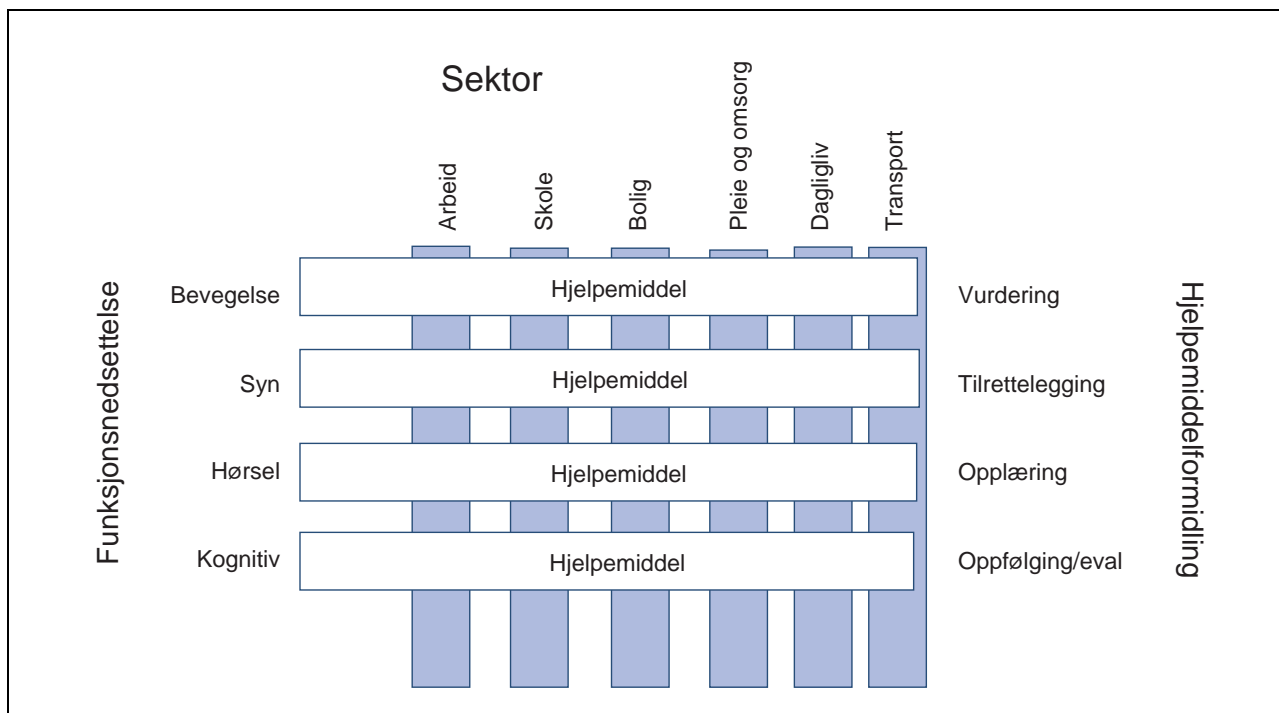 Sektor
Arbeid
Skole
Bolig
Pleie og omsorg
Dagligliv
Transport
Funksjonsnedsettelse
Bevegelse
Hjelpemiddel
Vurdering
Syn
Hjelpemiddel
Tilrettelegging
Hørsel
Hjelpemiddel
Opplæring
Kognitiv
Hjelpemiddel
Oppfølging/eval
Hjelpemiddelformidling